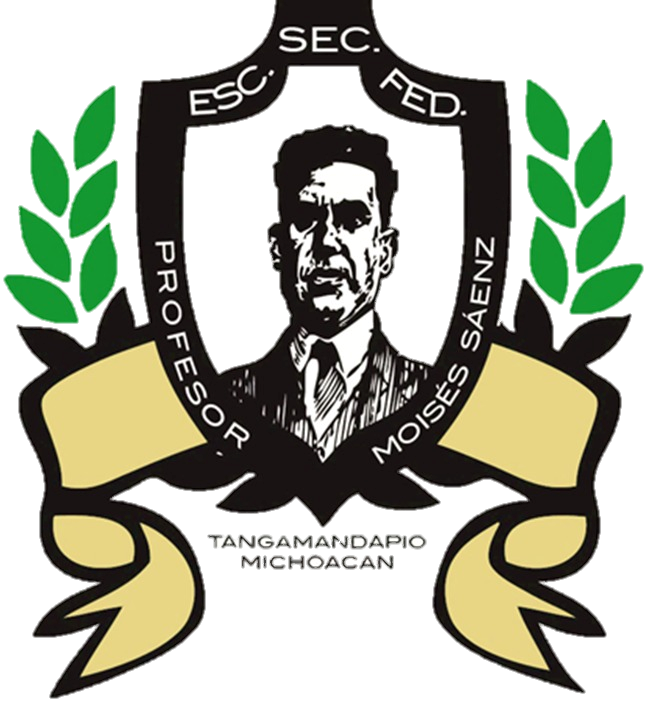 ESC. SEC. FED.
PROFESOR
MOISÉS SÁENZ
TANGAMANDAPIO
MICHOACAN